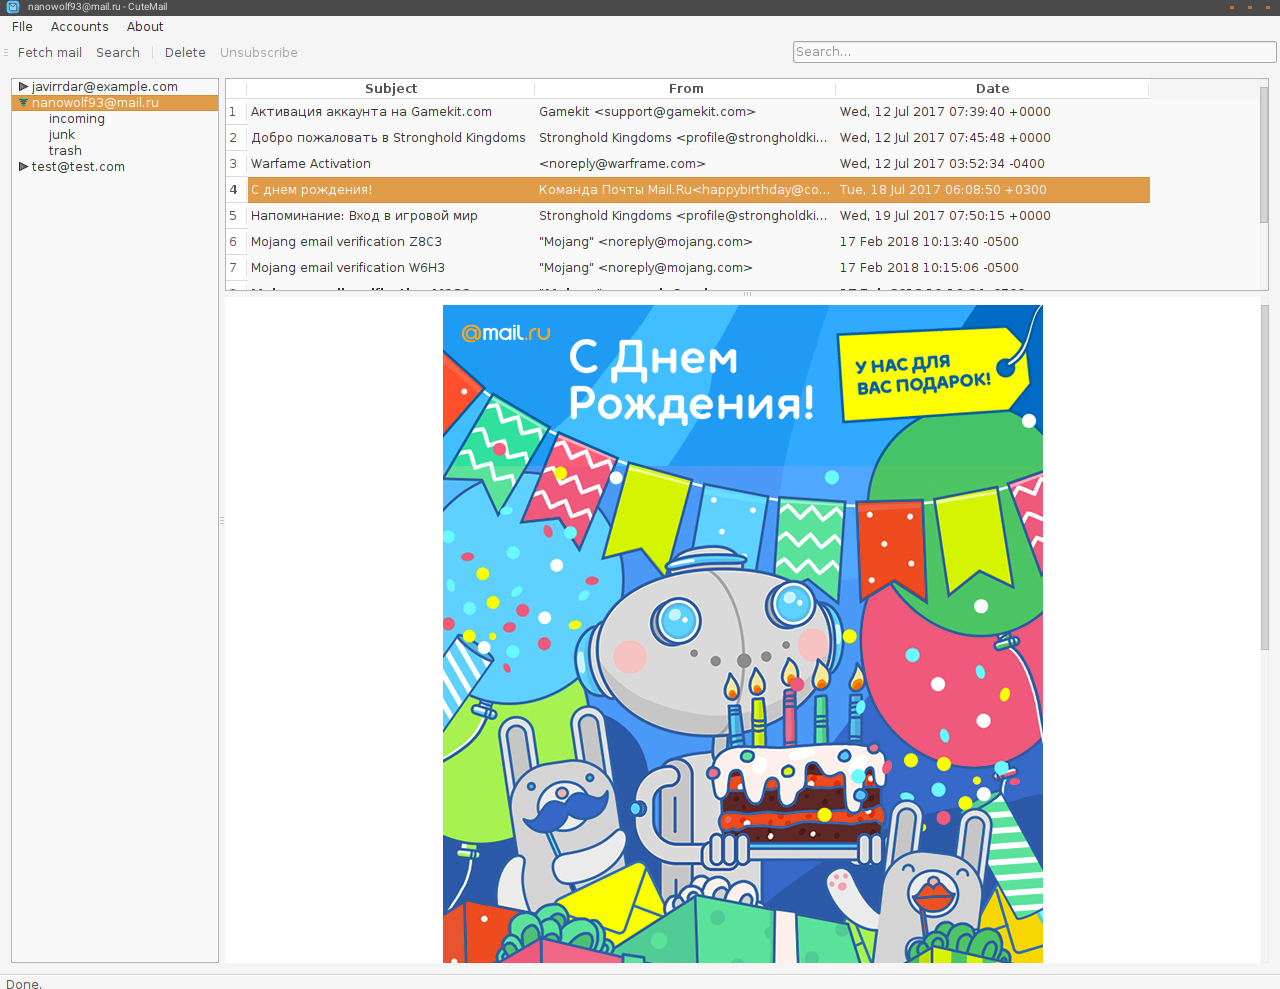 nanowolf93@mail.ru - CuteMail
FIle Accounts About
Fetch mail Search Delete Unsubscribe
Search...
javirrdar@example.com
nanowolf93@mail.ru
incoming
junk
trash
test@test.com
Subject From Date
1 Активация аккаунта на Gamekit.com Gamekit <support@gamekit.com> Wed, 12 Jul 2017 07:39:40 +0000
2 Добро пожаловать в Stronghold Kingdoms Stronghold Kingdoms <profile@strongholdki... Wed, 12 Jul 2017 07:45:48 +0000
3 Warfame Activation <noreply@warframe.com> Wed, 12 Jul 2017 03:52:34 -0400
4 С днем рождения! Команда Почты Mail.Ru<happybirthday@co... Tue, 18 Jul 2017 06:08:50 +0300
5 Напоминание: Вход в игровой мир Stronghold Kingdoms <profile@strongholdki... Wed, 19 Jul 2017 07:50:15 +0000
6 Mojang email verification Z8C3 "Mojang" <noreply@mojang.com> 17 Feb 2018 10:13:40 -0500
7 Mojang email verification W6H3 "Mojang" <noreply@mojang.com> 17 Feb 2018 10:15:06 -0500
@mail.ru
С Днем
Рождения!
У НАС ДЛЯ
ВАС ПОДАРОК!
Done.